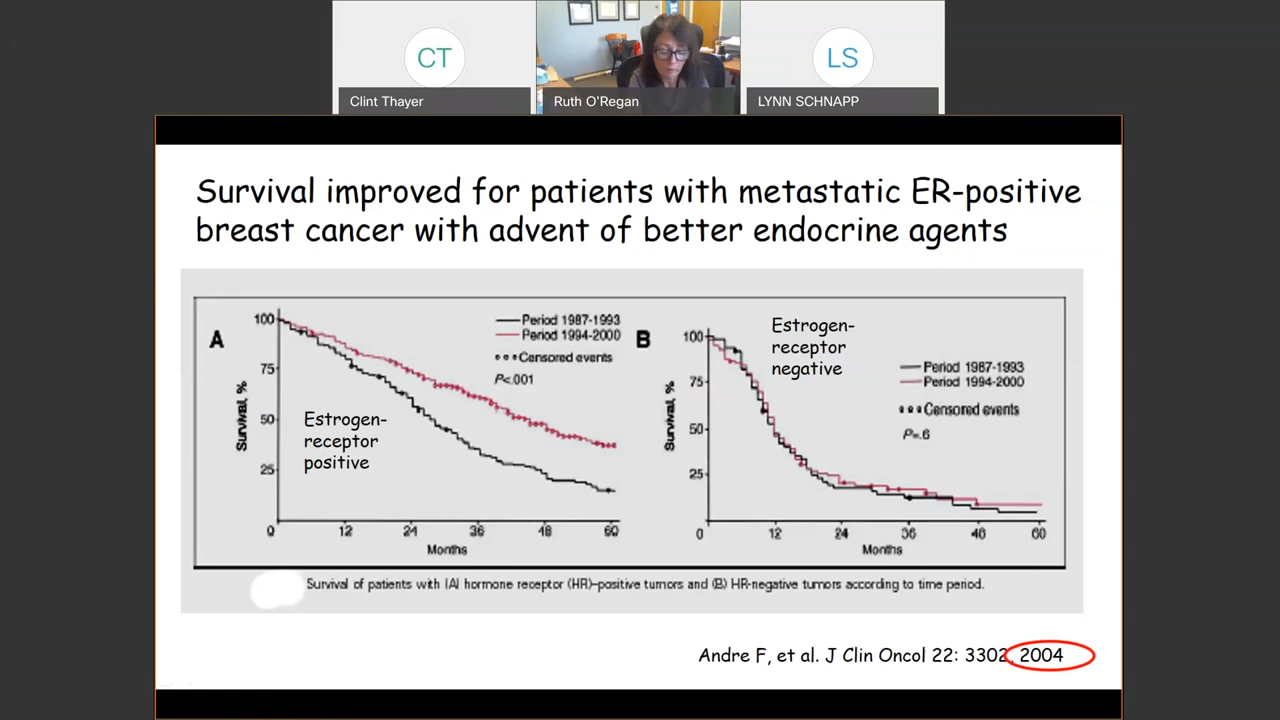 CT
LS
Clint Thayer
Ruth O'Regan
LYNN SCHNAPP
Survival improved for patients with metastatic ER-positive
breast cancer with advent of better endocrine agents
A
Survival, %
100
75
50
25
0
12
24
36
48
60
Months
Period 1987-1993
Period 1994-2000
Censored events
P<.001
Estrogen-
receptor
positive
B
Survival, %
100
75
50
25
0
12
24
36
48
60
Months
Estrogen-
receptor
negative
Period 1987-1993
Period 1994-2000
Censored events
P=.6
Survival of patients with (A) hormone receptor (HR)–positive tumors and (B) HR-negative tumors according to time period.
Andre F, et al. J Clin Oncol 22: 3302, 2004